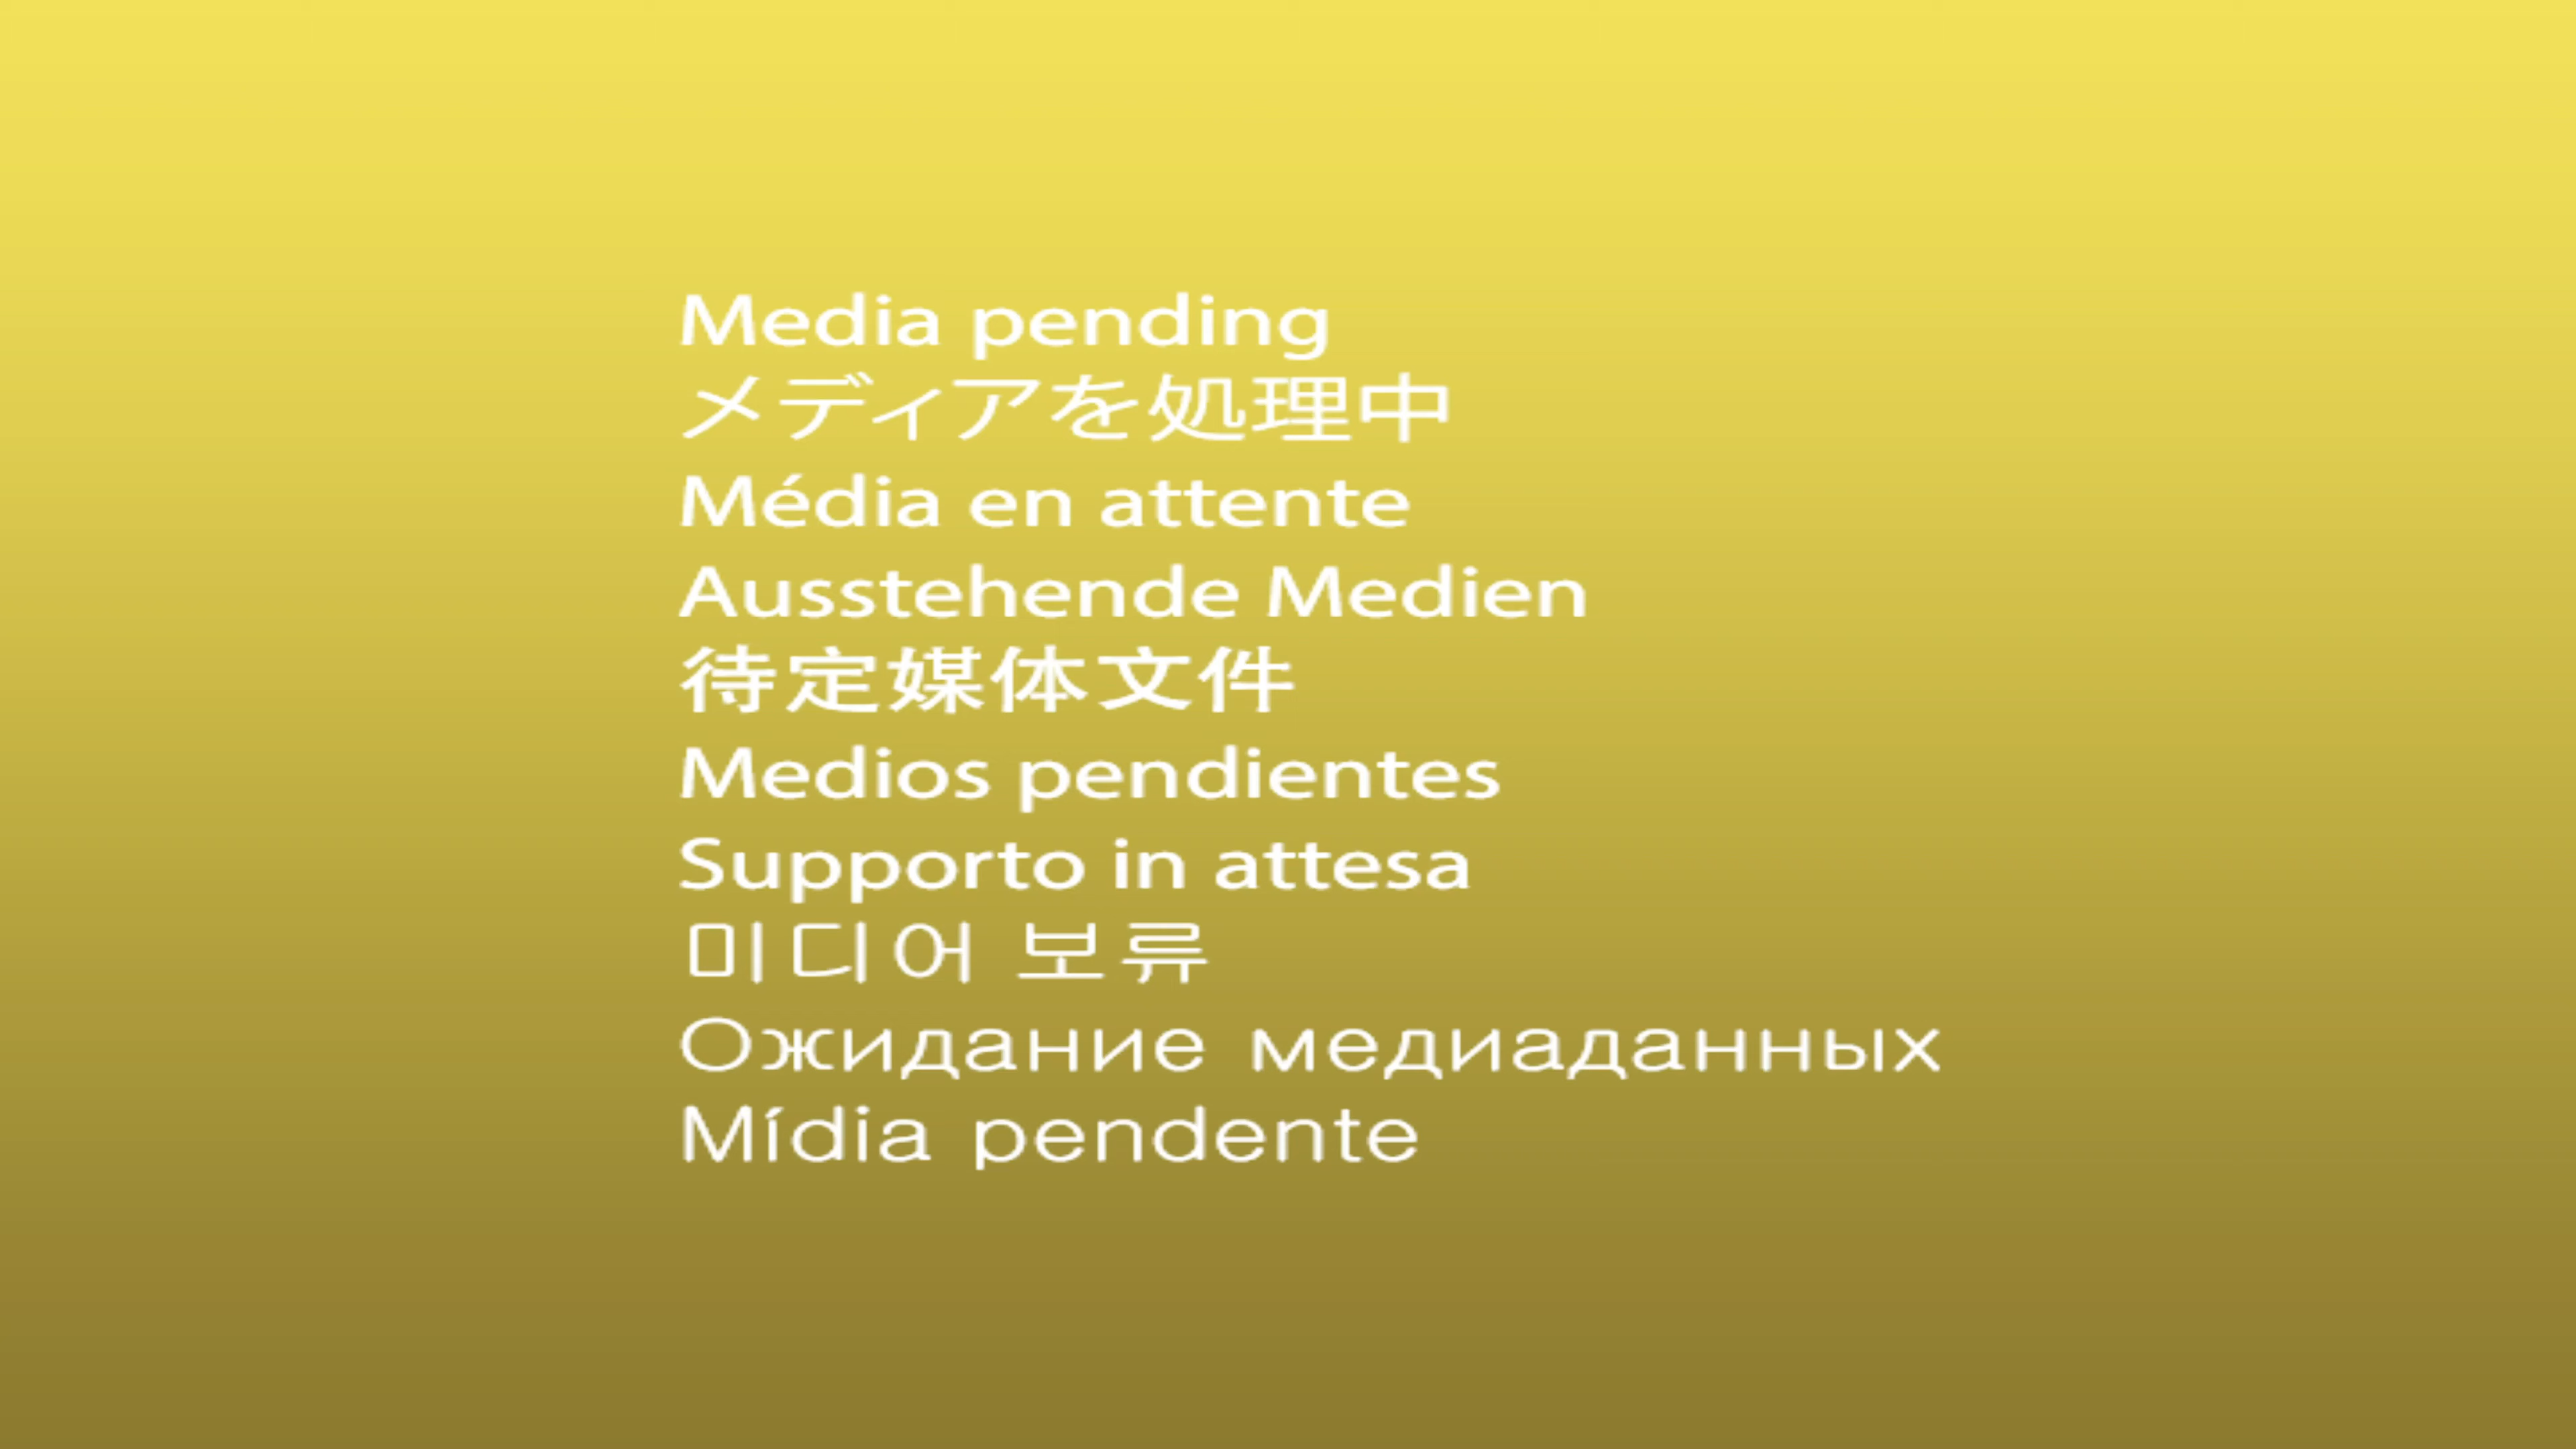 Media pending
メディアを処理中
Média en attente
Ausstehende Medien
待定媒体文件
Medios pendientes
Supporto in attesa
미디어 보류
Ожидание медиаданных
Mídia pendente